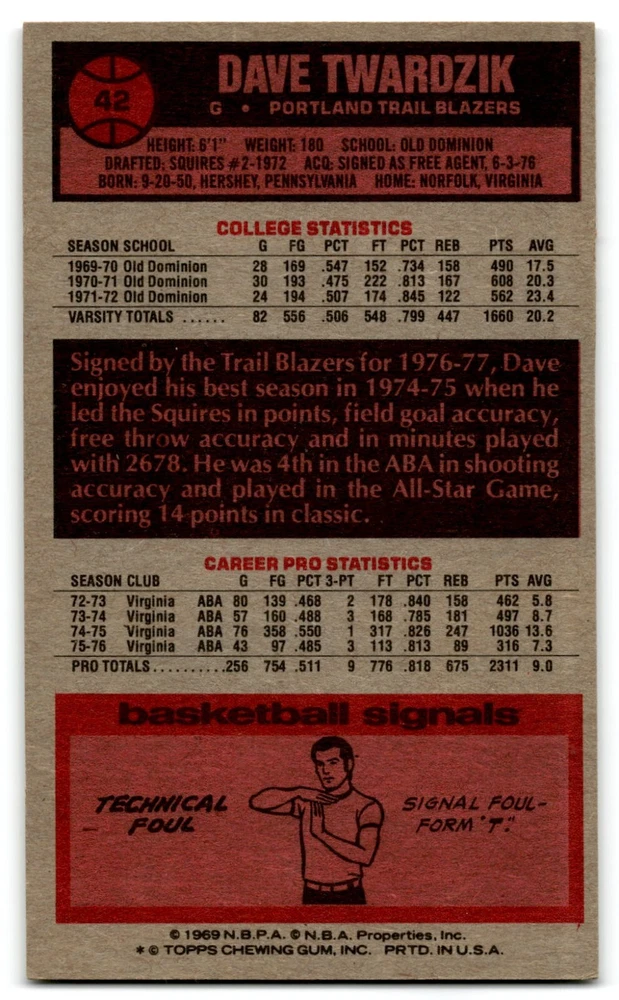 42
DAVE TWARDZIK
G • PORTLAND TRAIL BLAZERS
HEIGHT: 6'1" WEIGHT: 180 SCHOOL: OLD DOMINION
DRAFTED: SQUIRES #2-1972 ACQ: SIGNED AS FREE AGENT, 6-3-76
BORN: 9-20-50, HERSHEY, PENNSYLVANIA HOME: NORFOLK, VIRGINIA
COLLEGE STATISTICS
SEASON SCHOOL G FG PCT FT PCT REB PTS AVG
1969-70 Old Dominion 28 169 .547 152 .734 158 490 17.5
1970-71 Old Dominion 30 193 .475 222 .813 167 608 20.3
1971-72 Old Dominion 24 194 .507 174 .845 122 562 23.4
VARSITY TOTALS ...... 82 556 .506 548 .799 447 1660 20.2
Signed by the Trail Blazers for 1976-77, Dave
enjoyed his best season in 1974-75 when he
led the Squires in points, field goal accuracy,
free throw accuracy and in minutes played
with 2678. He was 4th in the ABA in shooting
accuracy and played in the All-Star Game,
scoring 14 points in classic.
CAREER PRO STATISTICS
SEASON CLUB G FG PCT 3-PT FT PCT REB PTS AVG
72-73 Virginia ABA 80 139 .468 2 178 .840 158 462 5.8
73-74 Virginia ABA 57 160 .488 3 168 .785 181 497 8.7
74-75 Virginia ABA 76 358 .550 1 317 .826 247 1036 13.6
75-76 Virginia ABA 43 97 .485 3 113 .813 89 316 7.3
PRO TOTALS.......... 256 754 .511 9 776 .818 675 2311 9.0
basketball signals
TECHNICAL
FOUL
SIGNAL FOUL-
FORM "T."
© 1969 N.B.P.A. © N.B.A. Properties, Inc.
* © TOPPS CHEWING GUM, INC. PRTD. IN U.S.A.